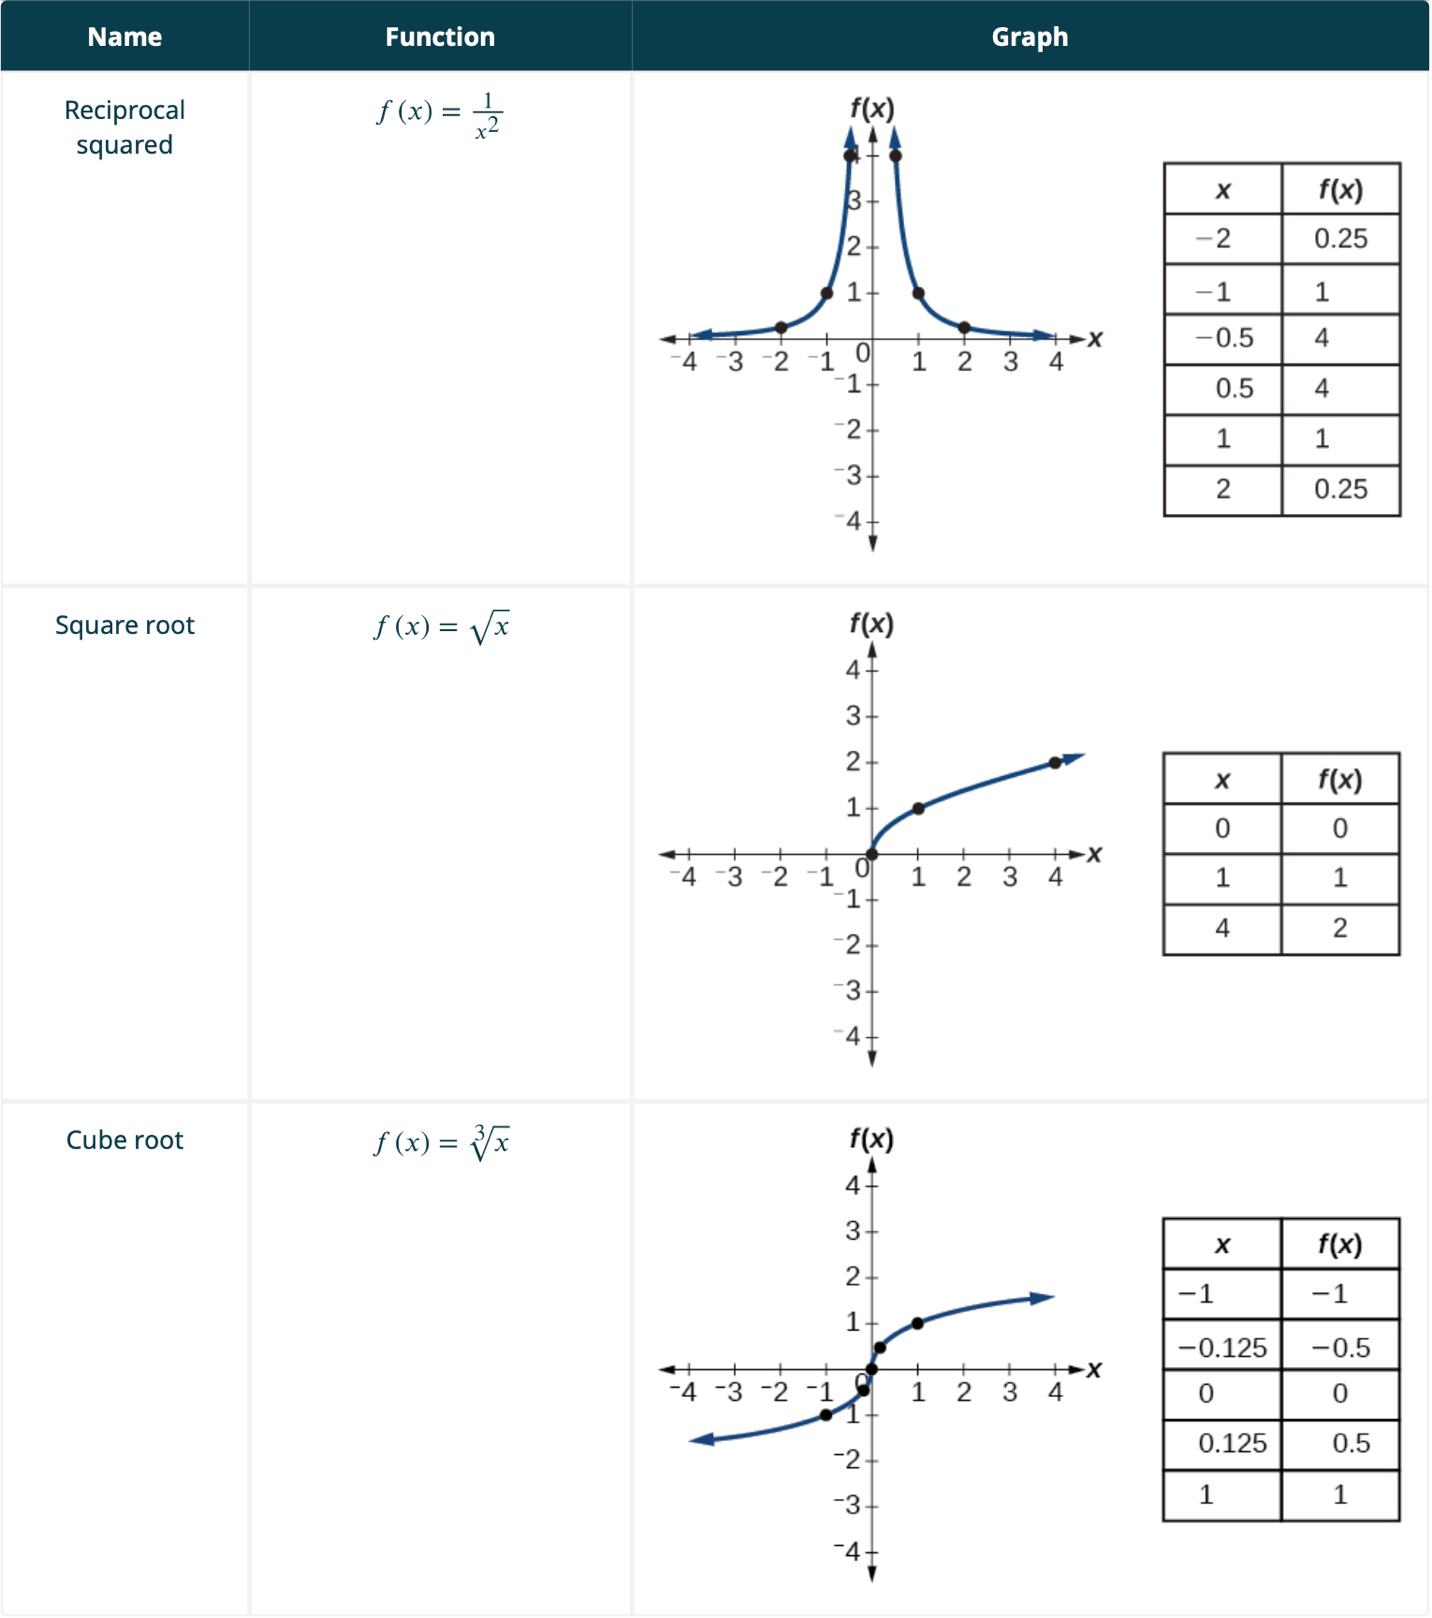 Name Function Graph
Reciprocal
squared
f (x) = 1/x²
f(x)
4
3
2
1
x
−4 −3 −2 −1 0 1 2 3 4
−1
−2
−3
−4
x f(x)
−2 0.25
−1 1
−0.5 4
0.5 4
1 1
2 0.25
Square root
f (x) = √x
f(x)
4
3
2
1
x
−4 −3 −2 −1 0 1 2 3 4
−1
−2
−3
−4
x f(x)
0 0
1 1
4 2
Cube root
f (x) = ∛x
f(x)
4
3
2
1
x
−4 −3 −2 −1 0 1 2 3 4
1
−2
−3
−4
x f(x)
−1 −1
−0.125 −0.5
0 0
0.125 0.5
1 1